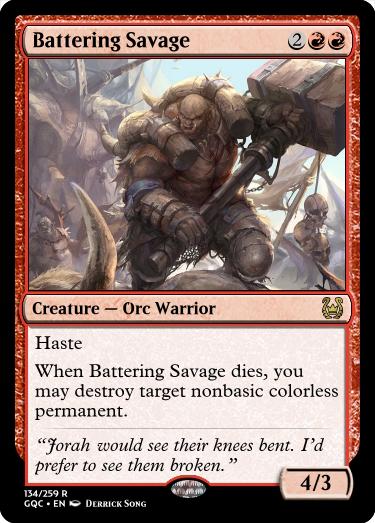 Battering Savage 2
Creature — Orc Warrior
Haste
When Battering Savage dies, you
may destroy target nonbasic colorless
permanent.
“Jorah would see their knees bent. I’d
prefer to see them broken.”
4/3
134/259 R
GQC • EN Derrick Song